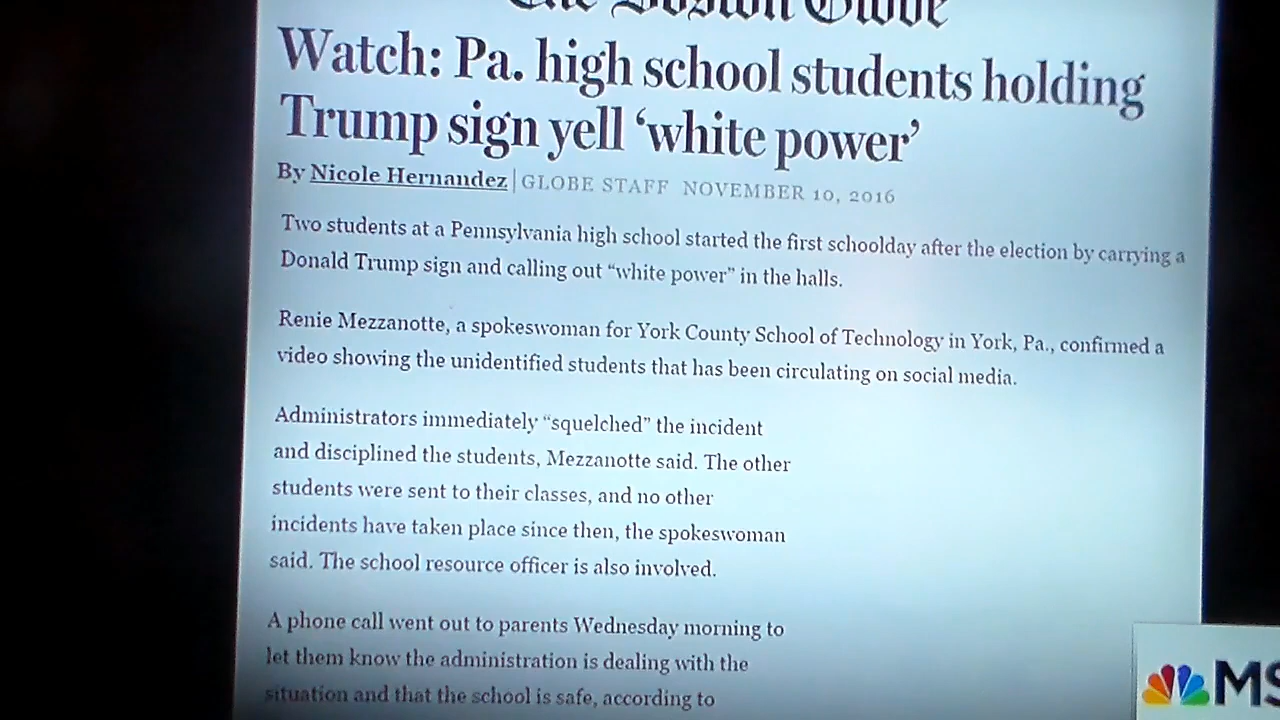 The Boston Globe
Watch: Pa. high school students holding
Trump sign yell ‘white power’
By Nicole Hernandez | GLOBE STAFF NOVEMBER 10, 2016
Two students at a Pennsylvania high school started the first schoolday after the election by carrying a
Donald Trump sign and calling out “white power” in the halls.
Renie Mezzanotte, a spokeswoman for York County School of Technology in York, Pa., confirmed a
video showing the unidentified students that has been circulating on social media.
Administrators immediately “squelched” the incident
and disciplined the students, Mezzanotte said. The other
students were sent to their classes, and no other
incidents have taken place since then, the spokeswoman
said. The school resource officer is also involved.
A phone call went out to parents Wednesday morning to
let them know the administration is dealing with the
situation and that the school is safe, according to
MS